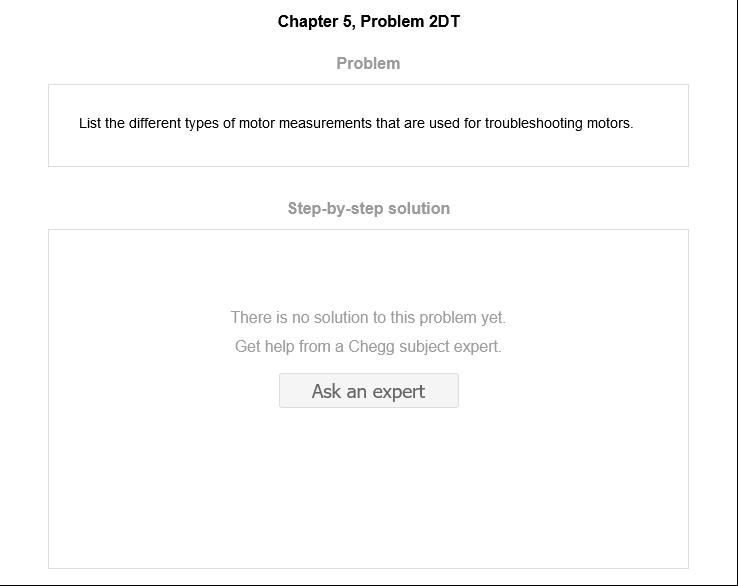 Chapter 5, Problem 2DT
Problem
List the different types of motor measurements that are used for troubleshooting motors.
Step-by-step solution
There is no solution to this problem yet.
Get help from a Chegg subject expert.
Ask an expert